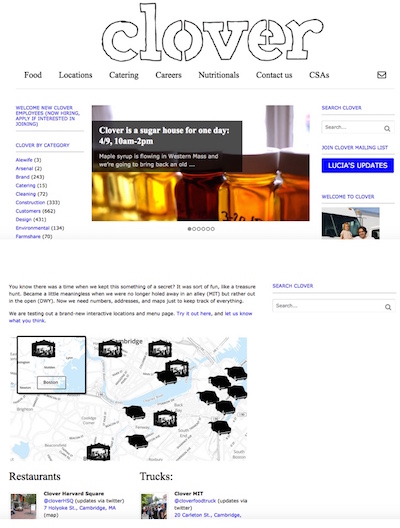 clover
Food Locations Catering Careers Nutritionals Contact us CSAs
WELCOME NEW CLOVER
EMPLOYEES (NOW HIRING,
APPLY IF INTERESTED IN
JOINING)
CLOVER BY CATEGORY
Alewife (3)
Arsenal (2)
Brand (243)
Catering (15)
Cleaning (72)
Construction (333)
Customers (662)
Design (431)
Environmental (134)
Farmshare (70)
Clover is a sugar house for one day:
4/9, 10am-2pm
Maple syrup is flowing in Western Mass and
we're going to bring back an old ...
SEARCH CLOVER
Search...
JOIN CLOVER MAILING LIST
LUCIA'S UPDATES
WELCOME TO CLOVER
You know there was a time when we kept this something of a secret? It was sort of fun, like a treasure
hunt. Became a little meaningless when we were no longer holed away in an alley (MIT) but rather out
in the open (DWY). Now we need numbers, addresses, and maps just to keep track of everything.
We are testing out a brand-new interactive locations and menu page. Try it out here, and let us know
what you think.
SEARCH CLOVER
Search...
Cambridge
Boston
Brighton
Brookline
Restaurants
Clover Harvard Square
@cloverHSQ (updates via twitter)
7 Holyoke St., Cambridge, MA
(map)
Trucks:
Clover MIT
@cloverfoodtruck (updates via
twitter)
20 Carleton St., Cambridge,